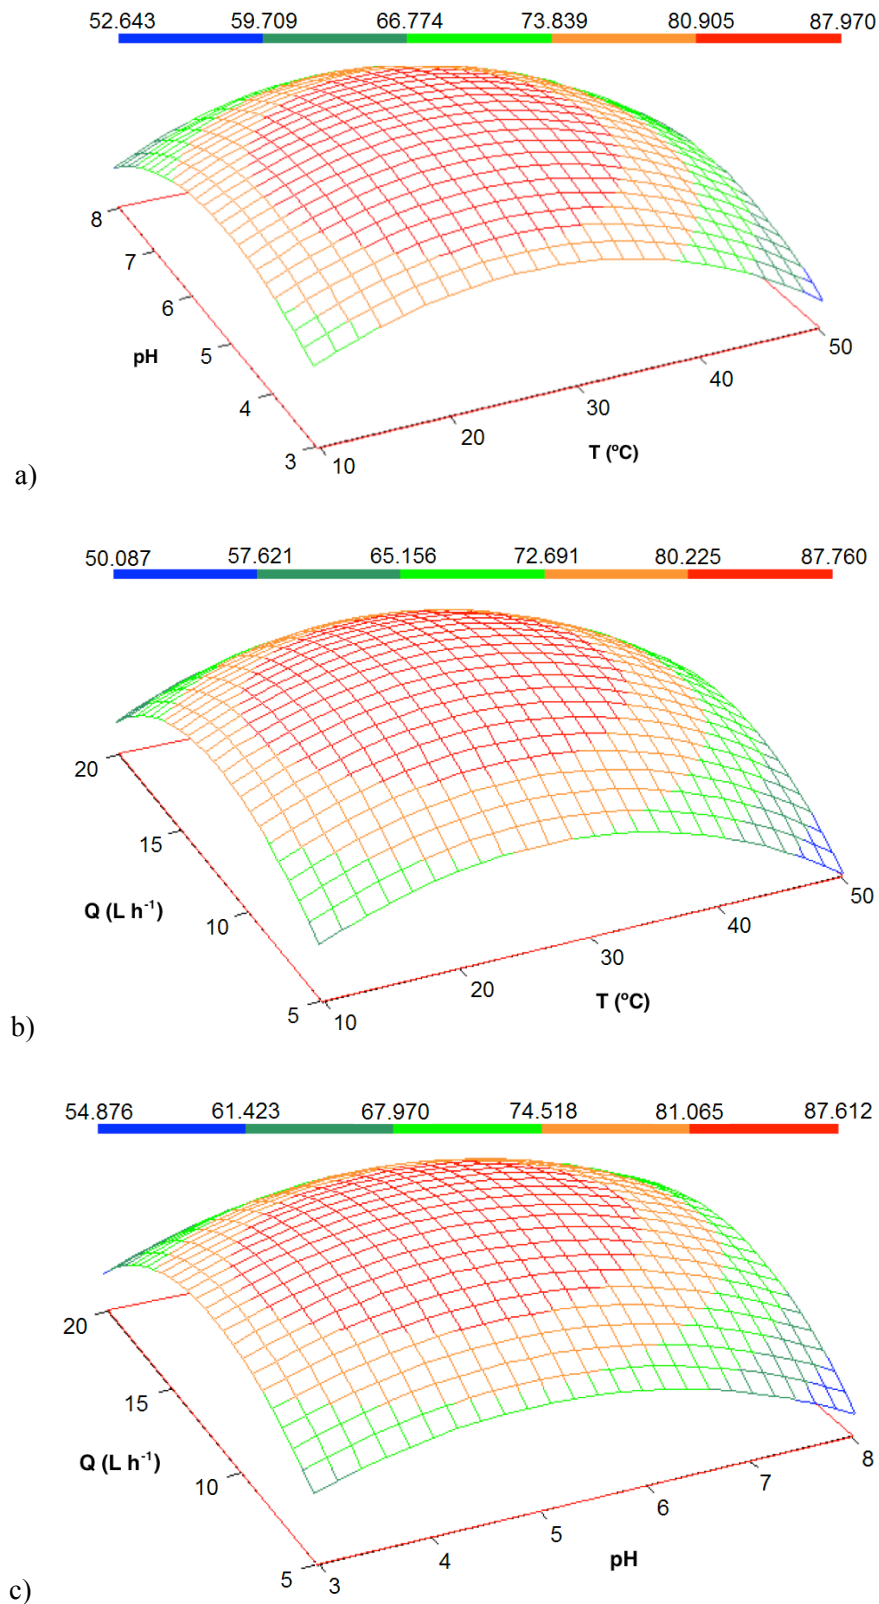 52.643 59.709 66.774 73.839 80.905 87.970
8
7
6
pH 5 50
4 40
30
20
3 10 T (ºC)
a)
50.087 57.621 65.156 72.691 80.225 87.760
20
15
50
Q (L h-1) 10 40
30
20
5 10 T (ºC)
b)
54.876 61.423 67.970 74.518 81.065 87.612
20
15
8
Q (L h-1) 10 7
6
5
4 pH
5 3
c)